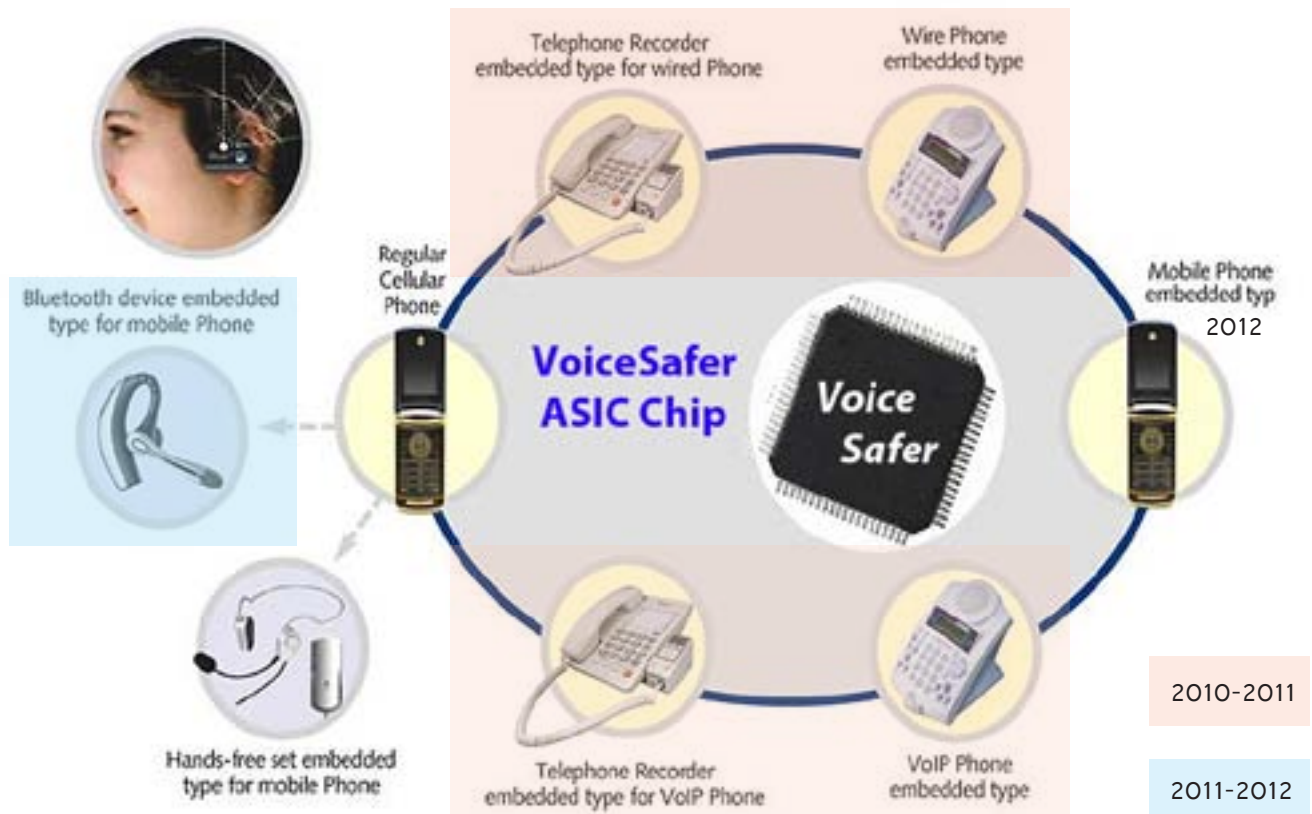 Telephone Recorder
embedded type for wired Phone
Wire Phone
embedded type
Regular
Cellular
Phone
Mobile Phone
embedded typ
2012
Bluetooth device embedded
type for mobile Phone
VoiceSafer
ASIC Chip
Voice
Safer
Hands-free set embedded
type for mobile Phone
Telephone Recorder
embedded type for VoIP Phone
VoIP Phone
embedded type
2010-2011
2011-2012